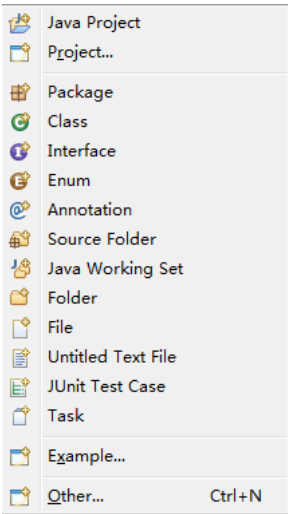 Java Project
Project...
Package
Class
Interface
Enum
Annotation
Source Folder
Java Working Set
Folder
File
Untitled Text File
JUnit Test Case
Task
Example...
Other... Ctrl+N